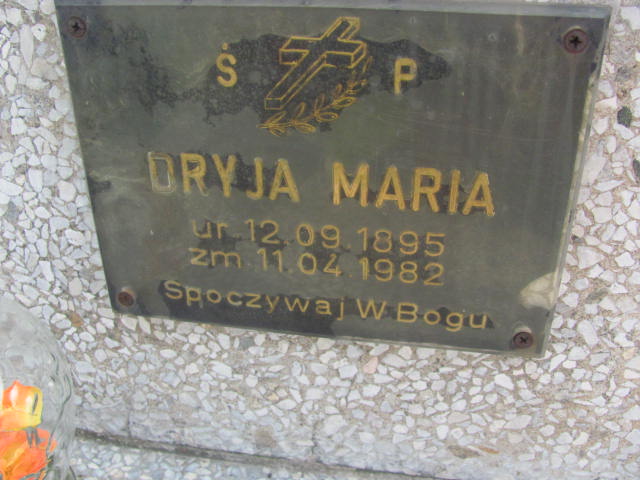 Ś P
DRYJA MARIA
ur. 12.09.1895
zm. 11.04.1982
Spoczywaj W Bogu